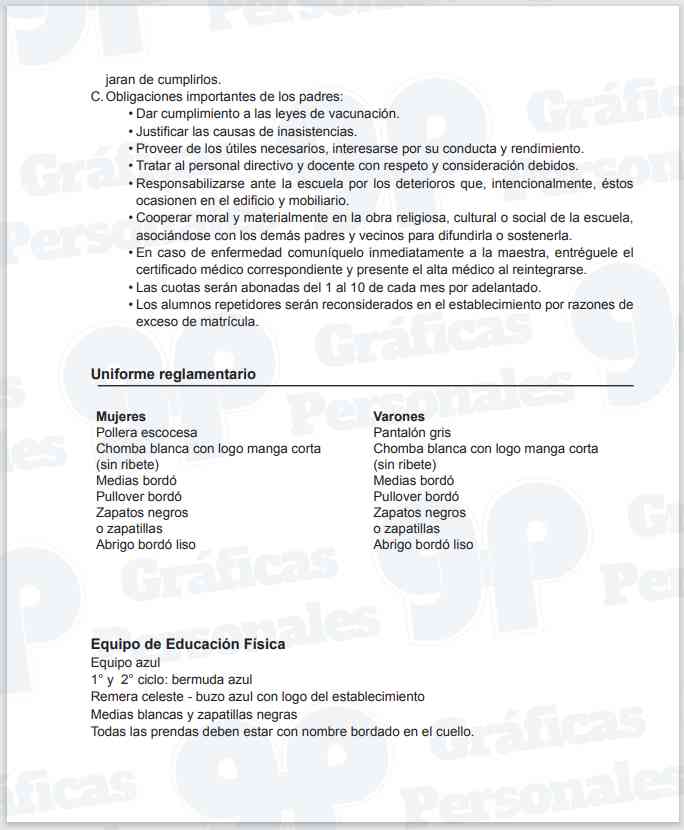 jaran de cumplirlos.
C. Obligaciones importantes de los padres:
• Dar cumplimiento a las leyes de vacunación.
• Justificar las causas de inasistencias.
• Proveer de los útiles necesarios, interesarse por su conducta y rendimiento.
• Tratar al personal directivo y docente con respeto y consideración debidos.
• Responsabilizarse ante la escuela por los deterioros que, intencionalmente, éstos
ocasionen en el edificio y mobiliario.
• Cooperar moral y materialmente en la obra religiosa, cultural o social de la escuela,
asociándose con los demás padres y vecinos para difundirla o sostenerla.
• En caso de enfermedad comuníquelo inmediatamente a la maestra, entréguele el
certificado médico correspondiente y presente el alta médico al reintegrarse.
• Las cuotas serán abonadas del 1 al 10 de cada mes por adelantado.
• Los alumnos repetidores serán reconsiderados en el establecimiento por razones de
exceso de matrícula.
Uniforme reglamentario
Mujeres
Pollera escocesa
Chomba blanca con logo manga corta
(sin ribete)
Medias bordó
Pullover bordó
Zapatos negros
o zapatillas
Abrigo bordó liso
Varones
Pantalón gris
Chomba blanca con logo manga corta
(sin ribete)
Medias bordó
Pullover bordó
Zapatos negros
o zapatillas
Abrigo bordó liso
Equipo de Educación Física
Equipo azul
1° y 2° ciclo: bermuda azul
Remera celeste - buzo azul con logo del establecimiento
Medias blancas y zapatillas negras
Todas las prendas deben estar con nombre bordado en el cuello.
gp Gráficas
Personales